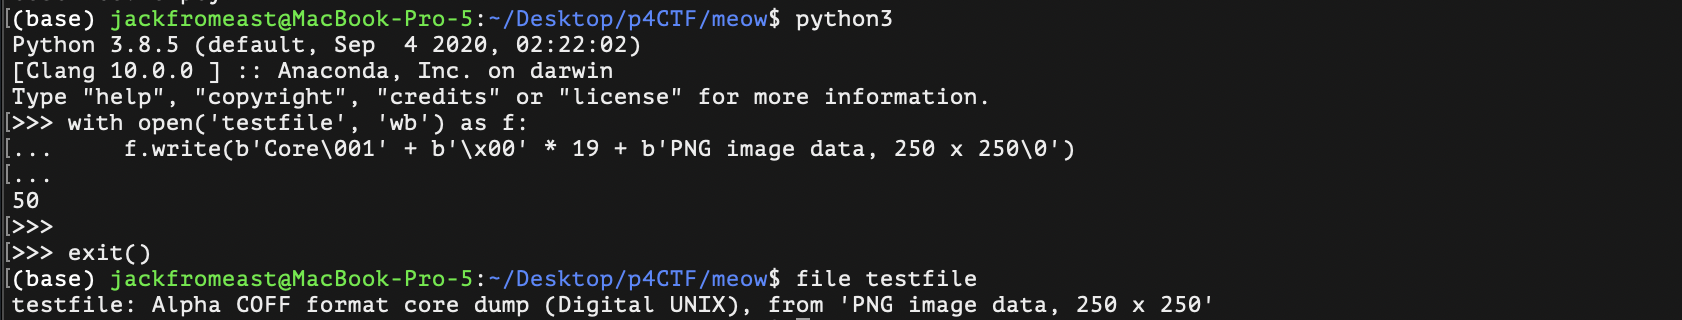 [(base) jackfromeast@MacBook-Pro-5:~/Desktop/p4CTF/meow$ python3
Python 3.8.5 (default, Sep  4 2020, 02:22:02)
[Clang 10.0.0 ] :: Anaconda, Inc. on darwin
Type "help", "copyright", "credits" or "license" for more information.
[>>> with open('testfile', 'wb') as f:
[...     f.write(b'Core\001' + b'\x00' * 19 + b'PNG image data, 250 x 250\0')
[...
50
[>>>
[>>> exit()
[(base) jackfromeast@MacBook-Pro-5:~/Desktop/p4CTF/meow$ file testfile
testfile: Alpha COFF format core dump (Digital UNIX), from 'PNG image data, 250 x 250'